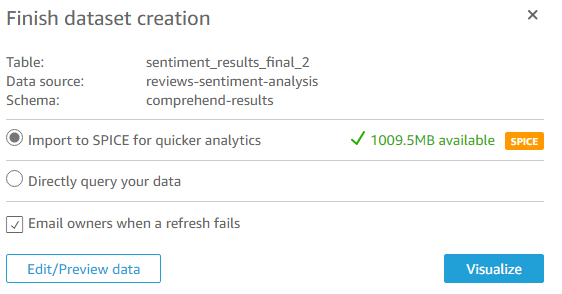 Finish dataset creation
Table: sentiment_results_final_2
Data source: reviews-sentiment-analysis
Schema: comprehend-results
Import to SPICE for quicker analytics 1009.5MB available SPICE
Directly query your data
Email owners when a refresh fails
Edit/Preview data Visualize